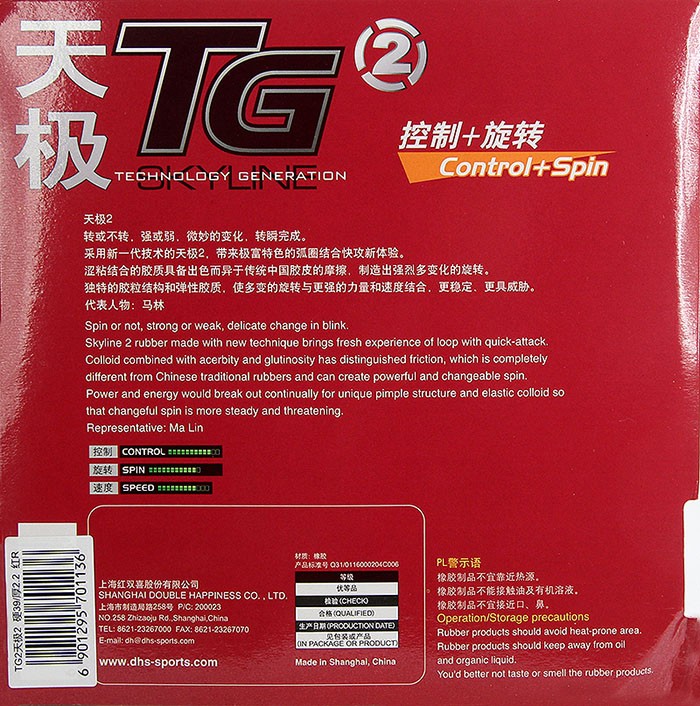 天极
TG
2
SKYLINE
TECHNOLOGY GENERATION
控制+旋转
Control+Spin
天极2
转或不转，强或弱，微妙的变化，转瞬完成。
采用新一代技术的天极2，带来极富特色的弧圈结合快攻新体验。
涩粘结合的胶质具备出色而异于传统中国胶皮的摩擦，制造出强烈多变化的旋转。
独特的胶粒结构和弹性胶质，使多变的旋转与更强的力量和速度结合，更稳定、更具威胁。
代表人物：马林
Spin or not, strong or weak, delicate change in blink.
Skyline 2 rubber made with new technique brings fresh experience of loop with quick-attack.
Colloid combined with acerbity and glutinosity has distinguished friction, which is completely
different from Chinese traditional rubbers and can create powerful and changeable spin.
Power and energy would break out continually for unique pimple structure and elastic colloid so
that changeful spin is more steady and threatening.
Representative: Ma Lin
控制 CONTROL
旋转 SPIN
速度 SPEED
TG2天极2 硬39厚2.2 红R
6 901295 701136
上海红双喜股份有限公司
SHANGHAI DOUBLE HAPPINESS CO. , LTD.
上海市制造局路258号 P/C: 200023
NO.258 Zhizaoju Rd.,Shanghai,China
TEL: 8621-23267000 FAX: 8621-23267070
E-mail: dh@dhs-sports.com
www.dhs-sports.com
材质: 橡胶
产品标准号 Q31/0116000204C006
等级
优等品
检验(CHECK)
合格(QUALIFIED)
生产日期(PRODUCTION DATE)
见包装或产品
(IN PACKAGE OR PRODUCT)
Made in Shanghai, China
PL警示语
橡胶制品不宜靠近热源。
橡胶制品不能接触油及有机溶液。
橡胶制品不宜接近口、鼻。
Operation/Storage precautions
Rubber products should avoid heat-prone area.
Rubber products should keep away from oil
and organic liquid.
You'd better not taste or smell the rubber products.